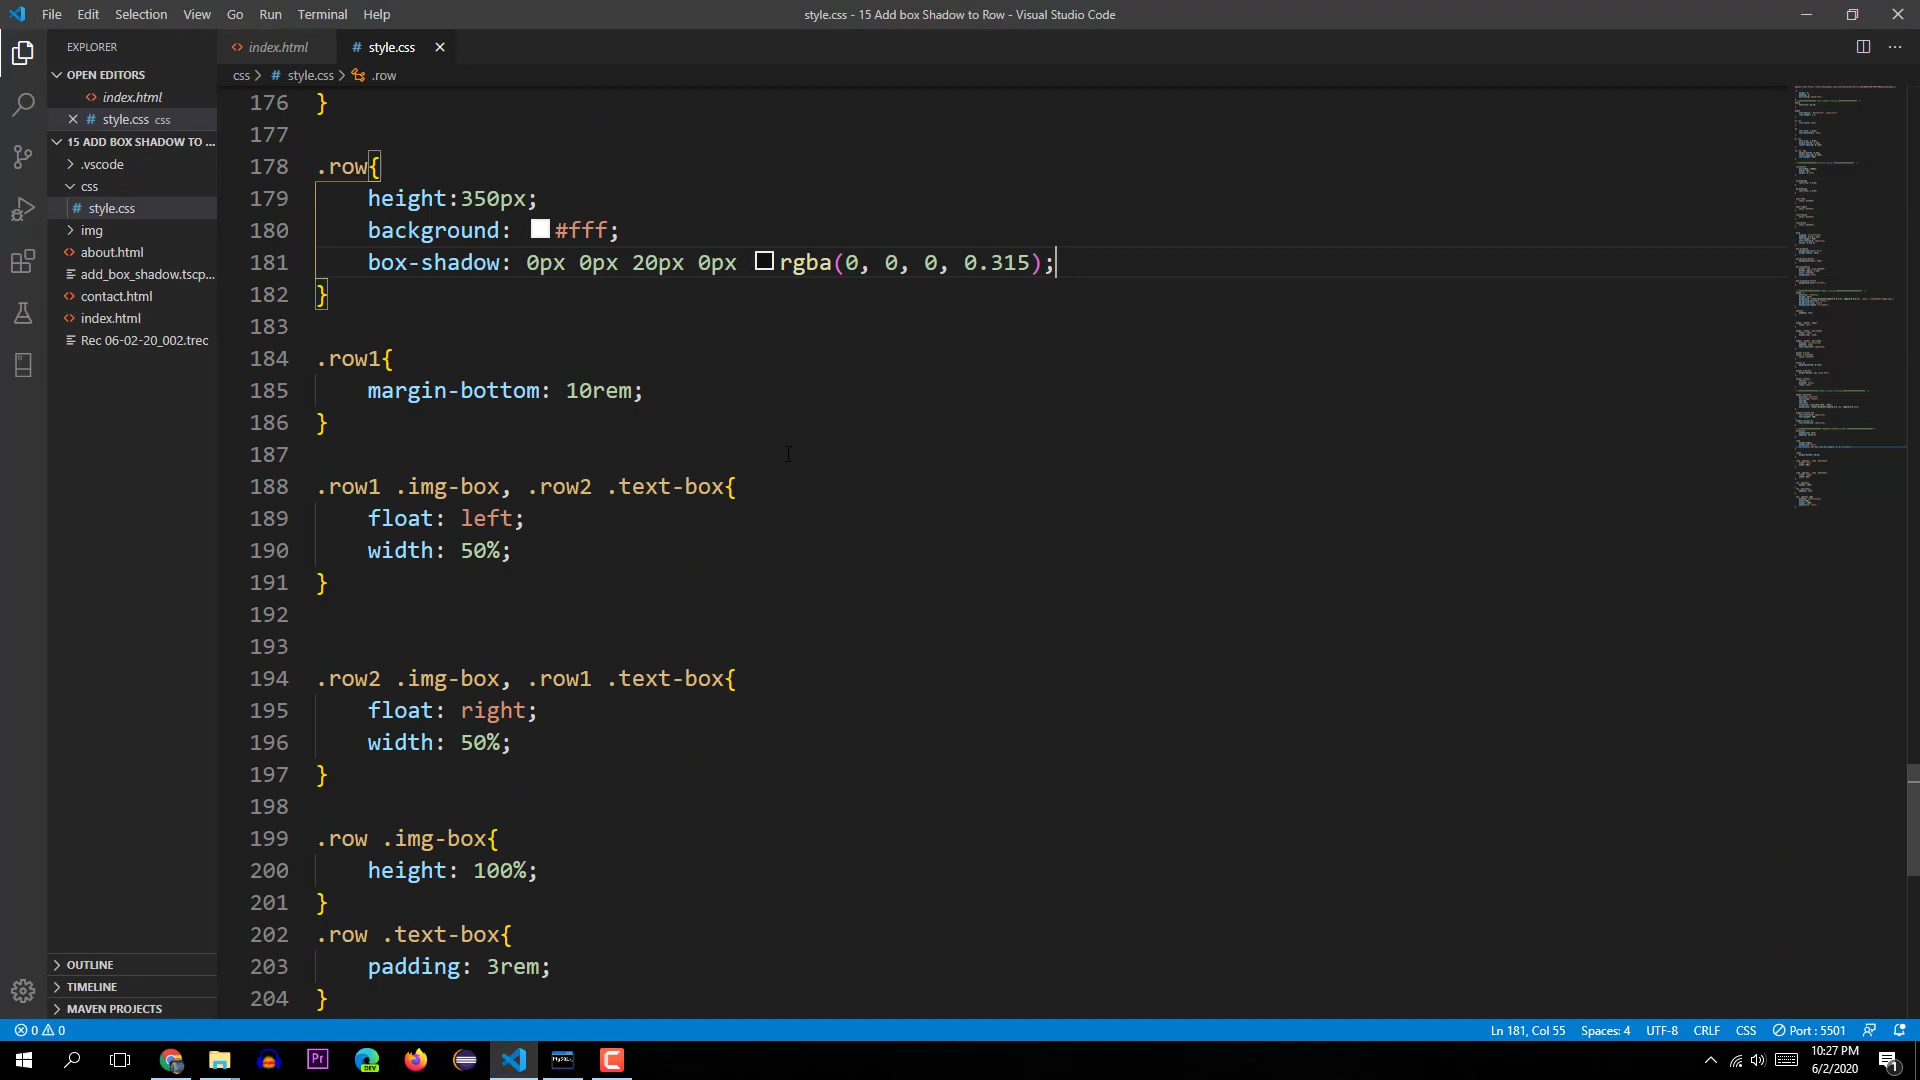 File Edit Selection View Go Run Terminal Help
style.css - 15 Add box Shadow to Row - Visual Studio Code
EXPLORER
OPEN EDITORS
index.html
style.css css
15 ADD BOX SHADOW TO ...
.vscode
css
style.css
img
about.html
add_box_shadow.tscp...
contact.html
index.html
Rec 06-02-20_002.trec
OUTLINE
TIMELINE
MAVEN PROJECTS
index.html
style.css
css > style.css > .row
176 }
177
178 .row{
179 height:350px;
180 background: #fff;
181 box-shadow: 0px 0px 20px 0px rgba(0, 0, 0, 0.315);
182 }
183
184 .row1{
185 margin-bottom: 10rem;
186 }
187
188 .row1 .img-box, .row2 .text-box{
189 float: left;
190 width: 50%;
191 }
192
193
194 .row2 .img-box, .row1 .text-box{
195 float: right;
196 width: 50%;
197 }
198
199 .row .img-box{
200 height: 100%;
201 }
202 .row .text-box{
203 padding: 3rem;
204 }
0 0
Ln 181, Col 55 Spaces: 4 UTF-8 CRLF CSS Port : 5501
Pr
DEV
MySQL
C
10:27 PM
6/2/2020
1